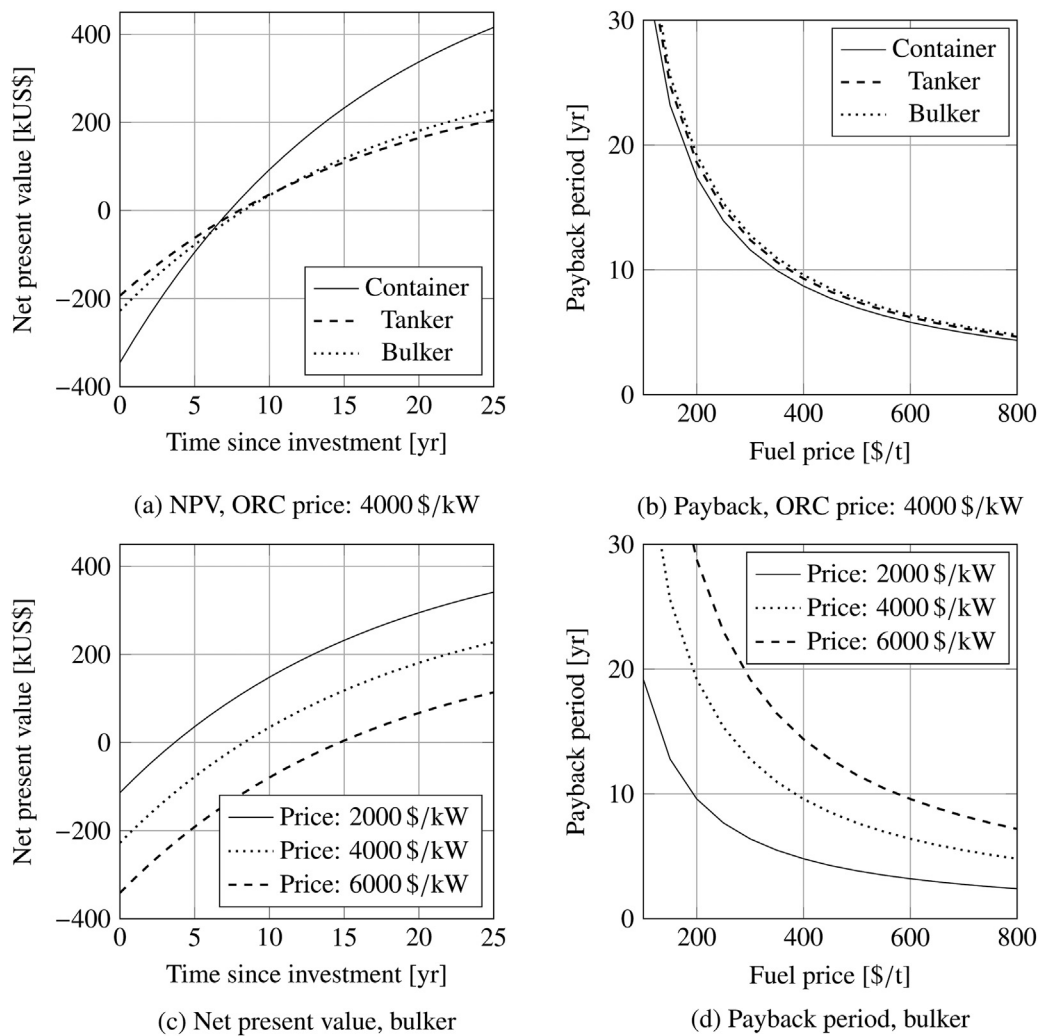 400
200
0
−200
−400
0
5
10
15
20
25
Net present value [kUS$]
Time since investment [yr]
Container
Tanker
Bulker
(a) NPV, ORC price: 4000 $/kW
30
20
10
0
200
400
600
800
Payback period [yr]
Fuel price [$/t]
Container
Tanker
Bulker
(b) Payback, ORC price: 4000 $/kW
400
200
0
−200
−400
0
5
10
15
20
25
Net present value [kUS$]
Time since investment [yr]
Price: 2000 $/kW
Price: 4000 $/kW
Price: 6000 $/kW
(c) Net present value, bulker
30
20
10
0
200
400
600
800
Payback period [yr]
Fuel price [$/t]
Price: 2000 $/kW
Price: 4000 $/kW
Price: 6000 $/kW
(d) Payback period, bulker